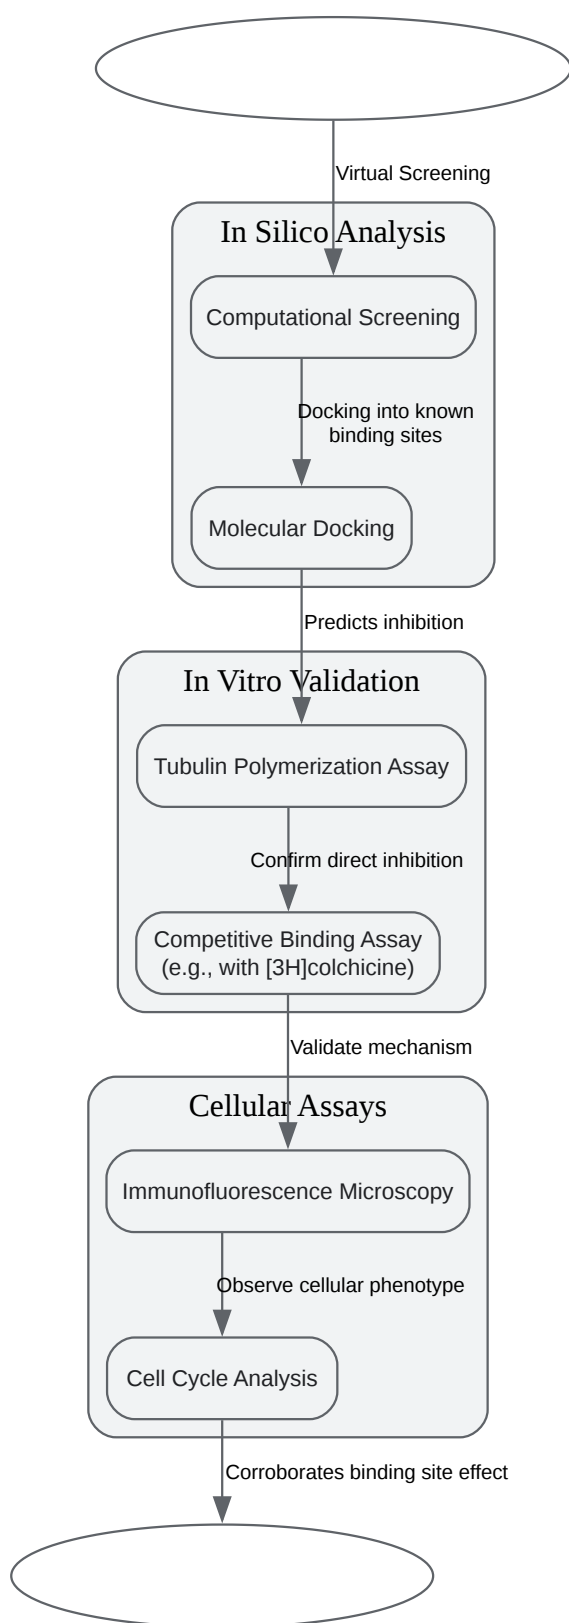 Virtual Screening
In Silico Analysis
Computational Screening
Docking into known
binding sites
Molecular Docking
Predicts inhibition
In Vitro Validation
Tubulin Polymerization Assay
Confirm direct inhibition
Competitive Binding Assay
(e.g., with [3H]colchicine)
Validate mechanism
Cellular Assays
Immunofluorescence Microscopy
Observe cellular phenotype
Cell Cycle Analysis
Corroborates binding site effect